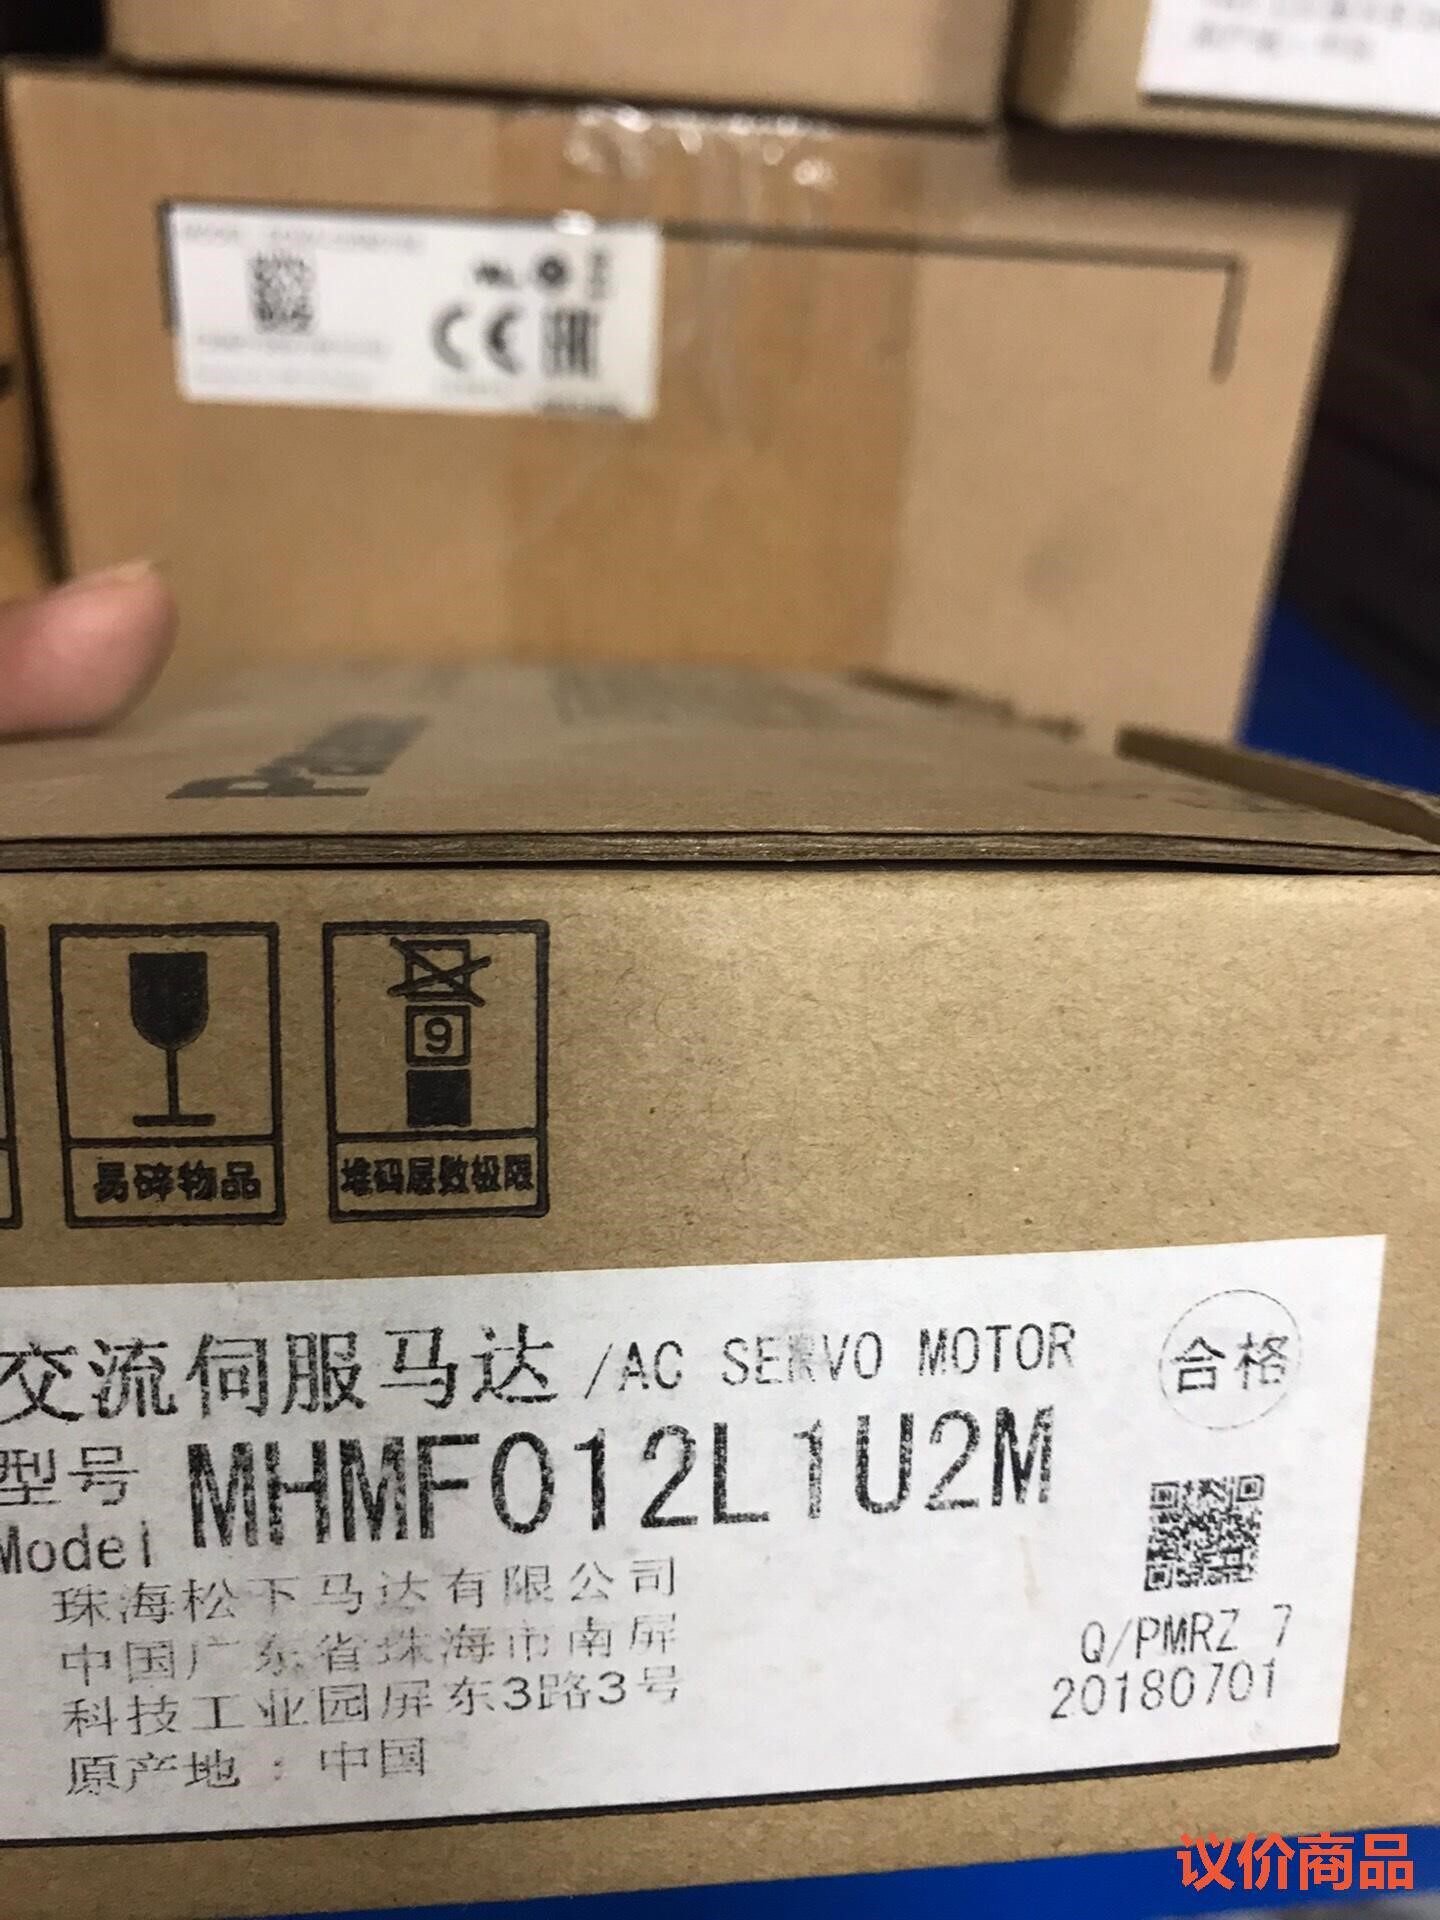 CE EAC
Pana
9
易碎物品
堆码层数极限
交流伺服马达/AC SERVO MOTOR
合格
型号
Model MHMF012L1U2M
珠海松下马达有限公司
中国广东省珠海市南屏
科技工业园屏东3路3号
原产地：中国
Q/PMRZ 7
20180701
议价商品